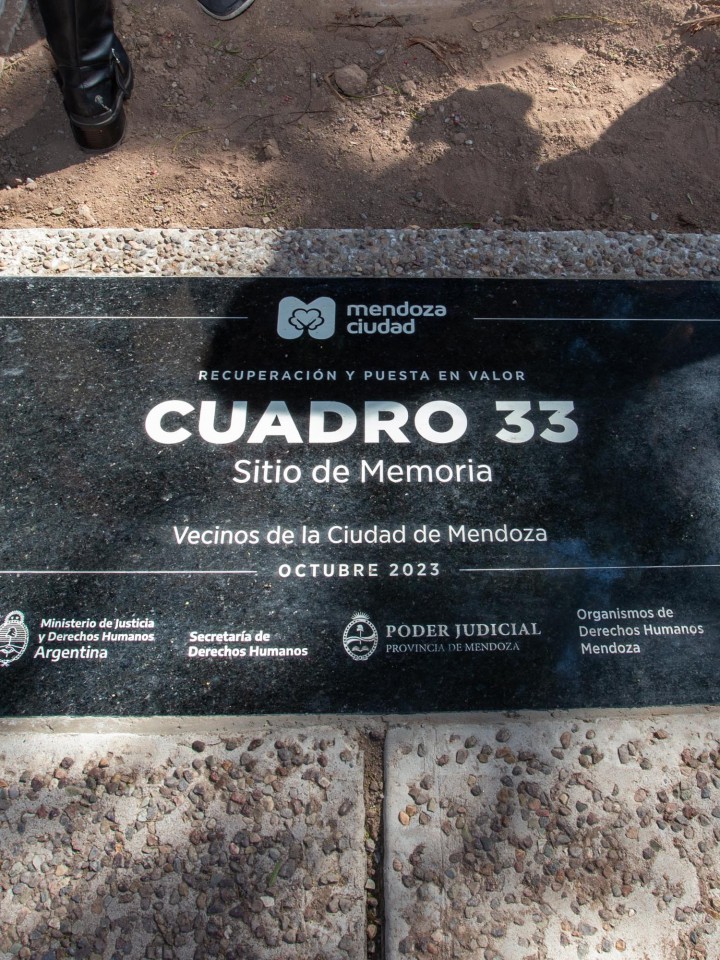 mendoza
ciudad
RECUPERACIÓN Y PUESTA EN VALOR
CUADRO 33
Sitio de Memoria
Vecinos de la Ciudad de Mendoza
OCTUBRE 2023
Ministerio de Justicia
y Derechos Humanos
Argentina
Secretaría de
Derechos Humanos
PODER JUDICIAL
PROVINCIA DE MENDOZA
Organismos de
Derechos Humanos
Mendoza